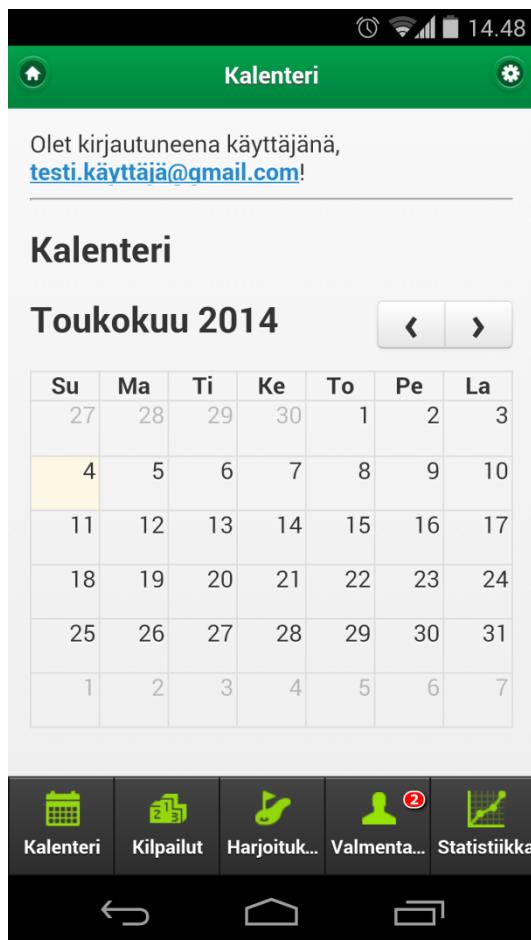 14.48
Kalenteri
Olet kirjautuneena käyttäjänä,
testi.käyttäjä@gmail.com!
Kalenteri
Toukokuu 2014
Su Ma Ti Ke To Pe La
27 28 29 30 1 2 3
4 5 6 7 8 9 10
11 12 13 14 15 16 17
18 19 20 21 22 23 24
25 26 27 28 29 30 31
1 2 3 4 5 6 7
2
Kalenteri Kilpailut Harjoituk... Valmenta... Statistiikka